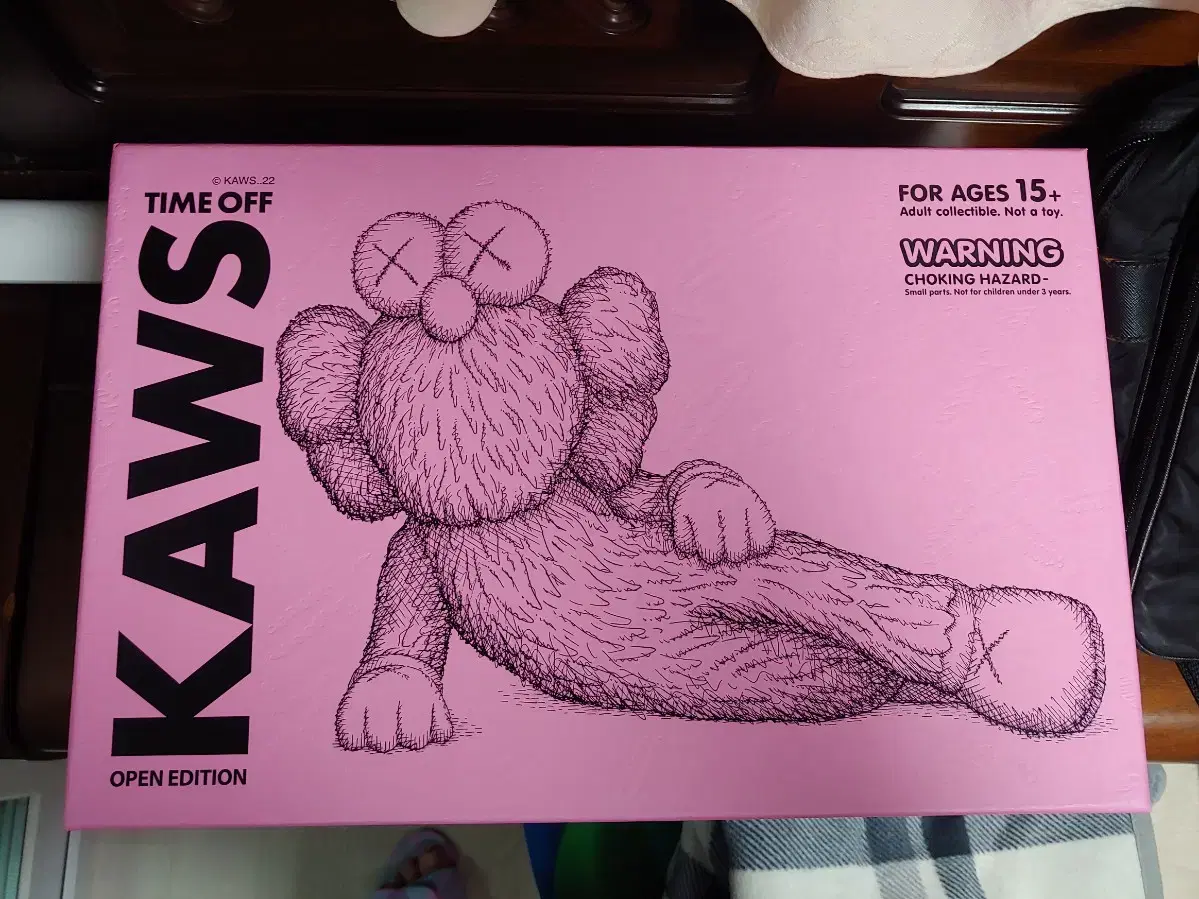 © KAWS..22
TIME OFF
KAWS
OPEN EDITION
FOR AGES 15+
Adult collectible. Not a toy.
WARNING
CHOKING HAZARD-
Small parts. Not for children under 3 years.